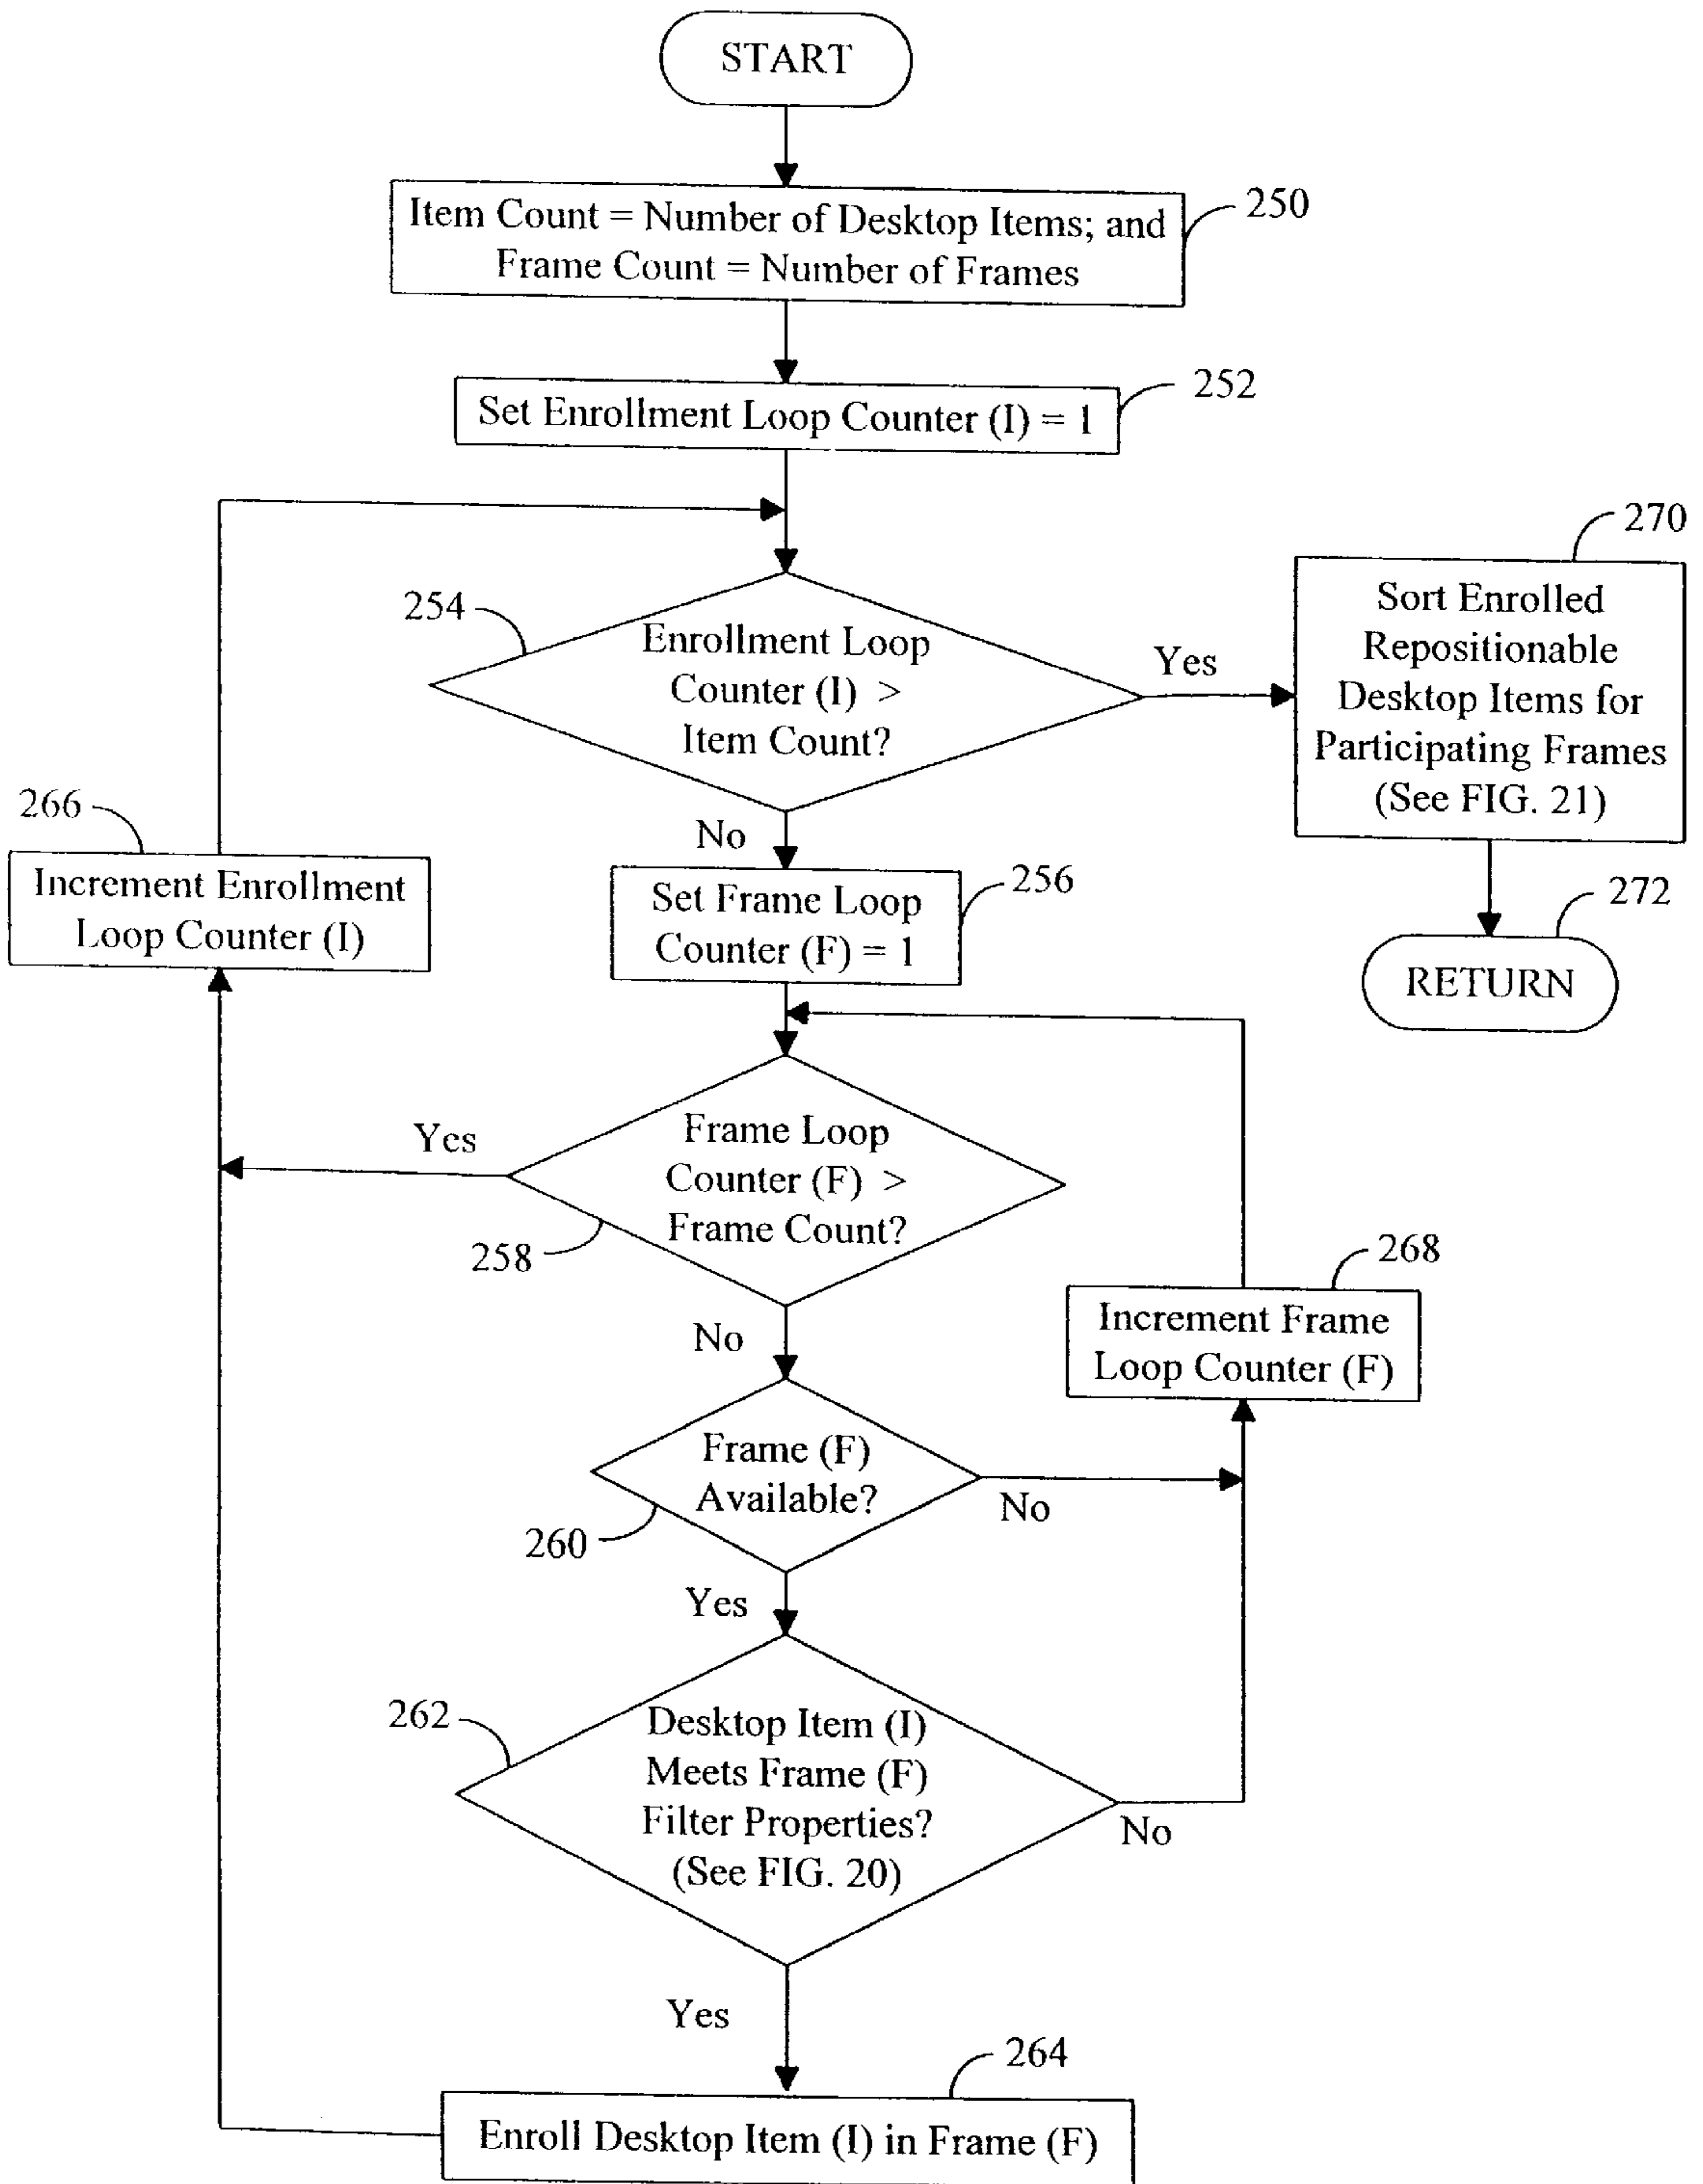 START
Item Count = Number of Desktop Items; and
Frame Count = Number of Frames
250
Set Enrollment Loop Counter (I) = 1
252
254
Enrollment Loop
Counter (I) >
Item Count?
Yes
270
Sort Enrolled
Repositionable
Desktop Items for
Participating Frames
(See FIG. 21)
No
266
Increment Enrollment
Loop Counter (I)
Set Frame Loop
Counter (F) = 1
256
272
RETURN
Yes
Frame Loop
Counter (F) >
Frame Count?
258
268
Increment Frame
Loop Counter (F)
No
Frame (F)
Available?
No
260
Yes
262
Desktop Item (I)
Meets Frame (F)
Filter Properties?
(See FIG. 20)
No
Yes
264
Enroll Desktop Item (I) in Frame (F)